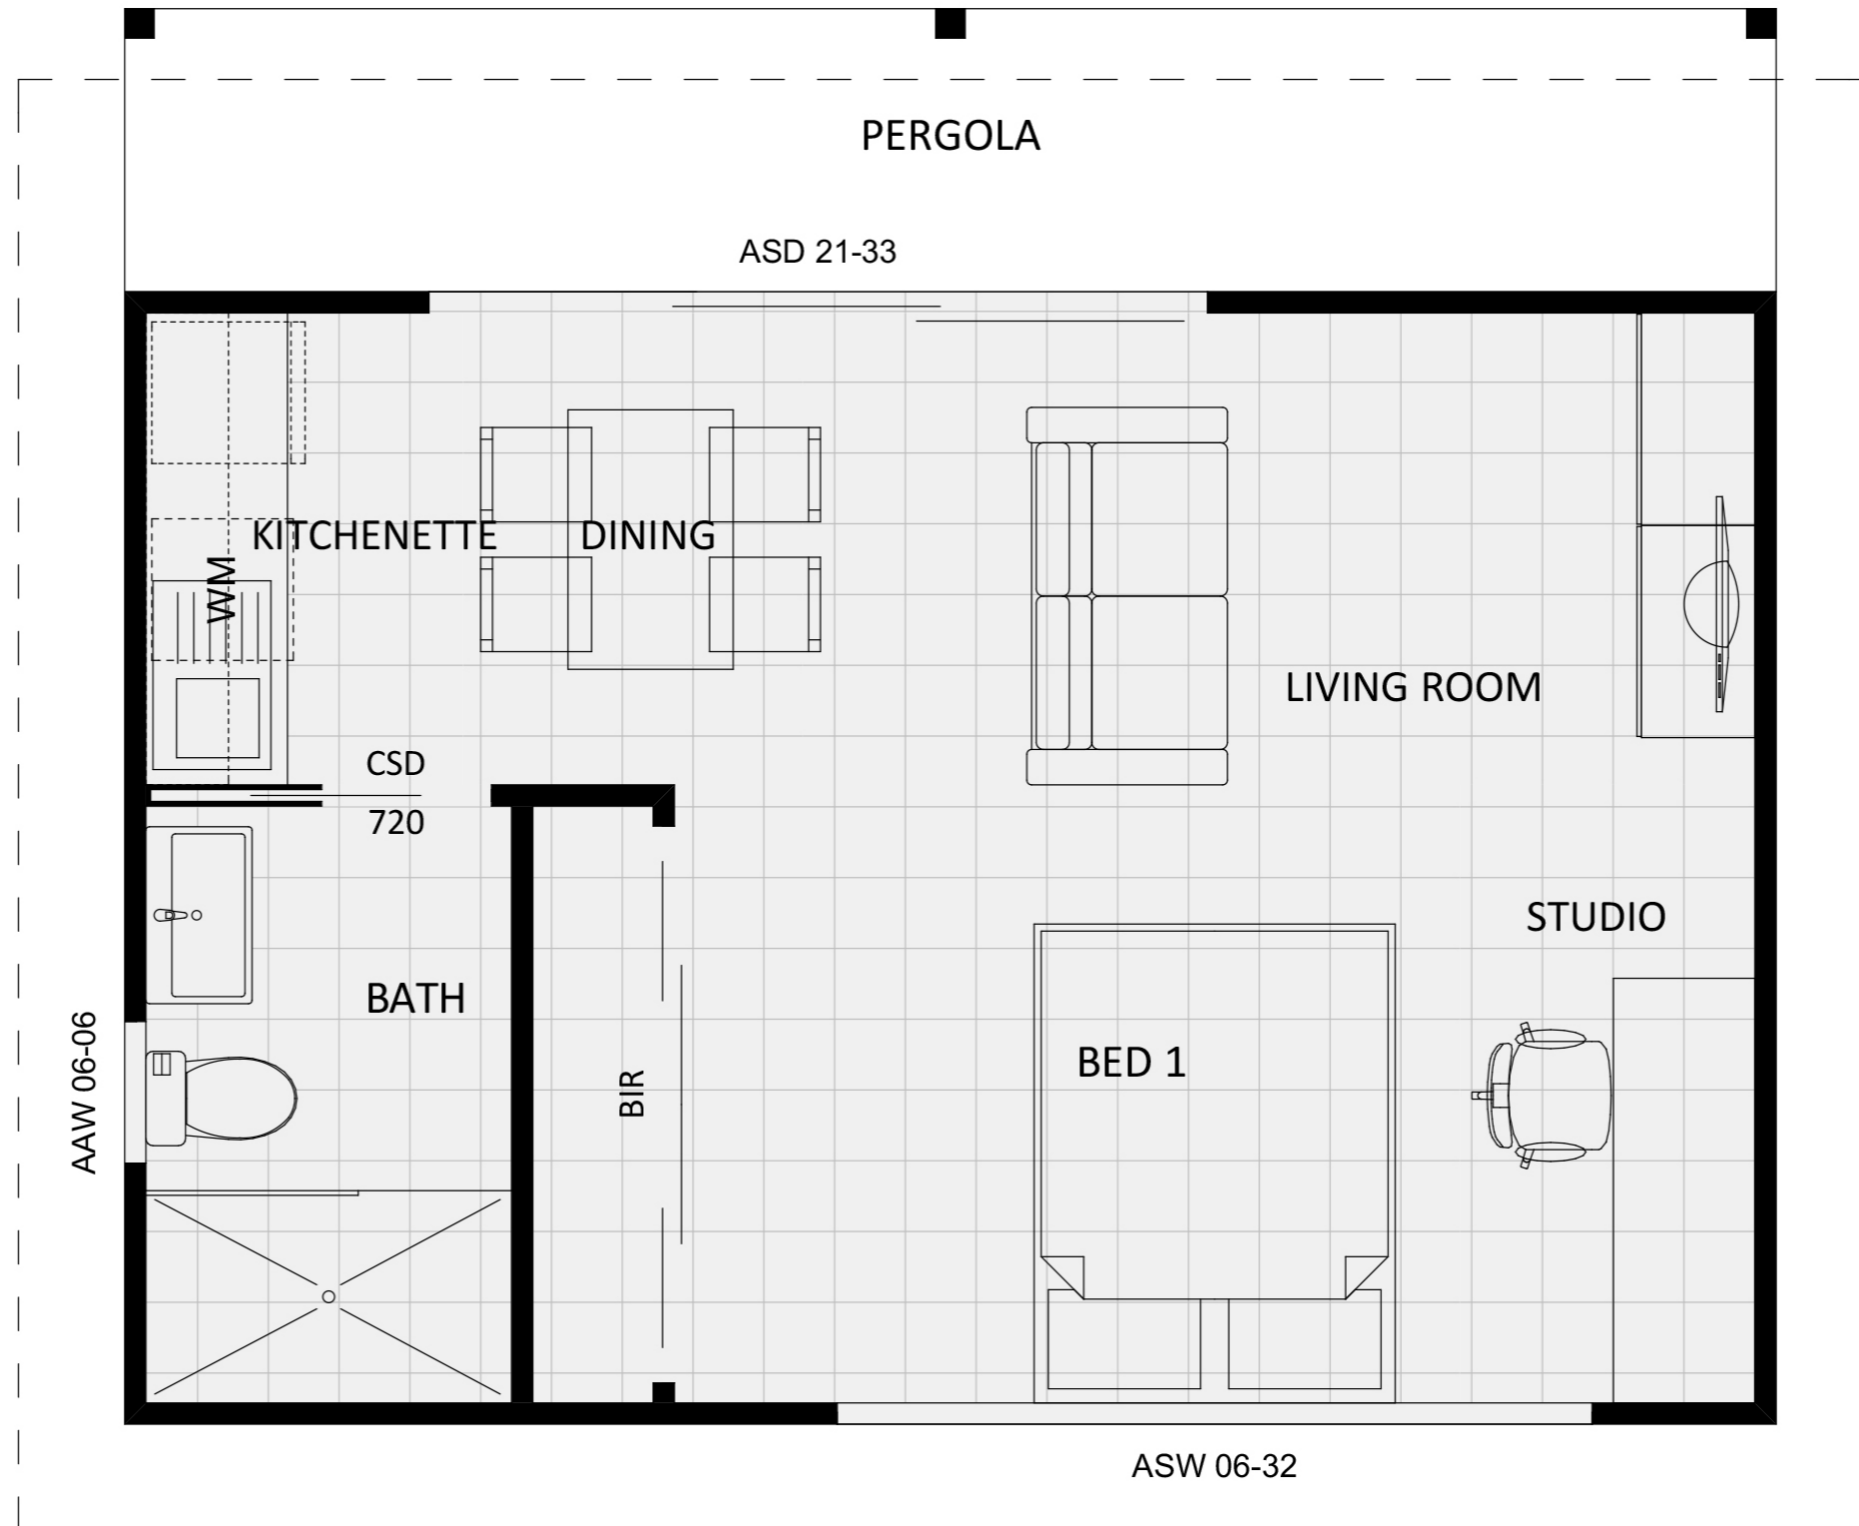 PERGOLA
ASD 21-33
KITCHENETTE
DINING
WM
LIVING ROOM
CSD
720
STUDIO
BATH
BED 1
BIR
AAW 06-06
ASW 06-32